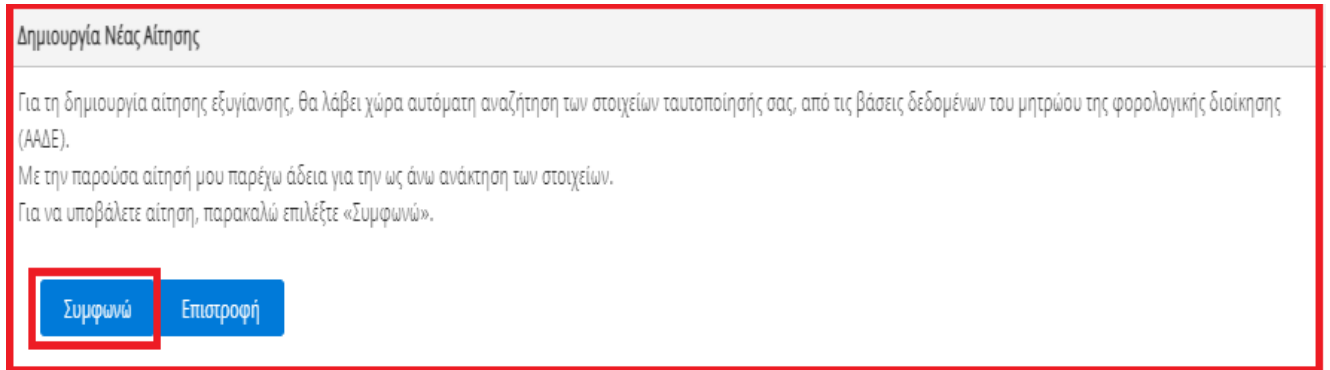 Δημιουργία Νέας Αίτησης
Για τη δημιουργία αίτησης εξυγίανσης, θα λάβει χώρα αυτόματη αναζήτηση των στοιχείων ταυτοποίησής σας, από τις βάσεις δεδομένων του μητρώου της φορολογικής διοίκησης
(ΑΑΔΕ).
Με την παρούσα αίτησή μου παρέχω άδεια για την ως άνω ανάκτηση των στοιχείων.
Για να υποβάλετε αίτηση, παρακαλώ επιλέξτε «Συμφωνώ».
Συμφωνώ Επιστροφή